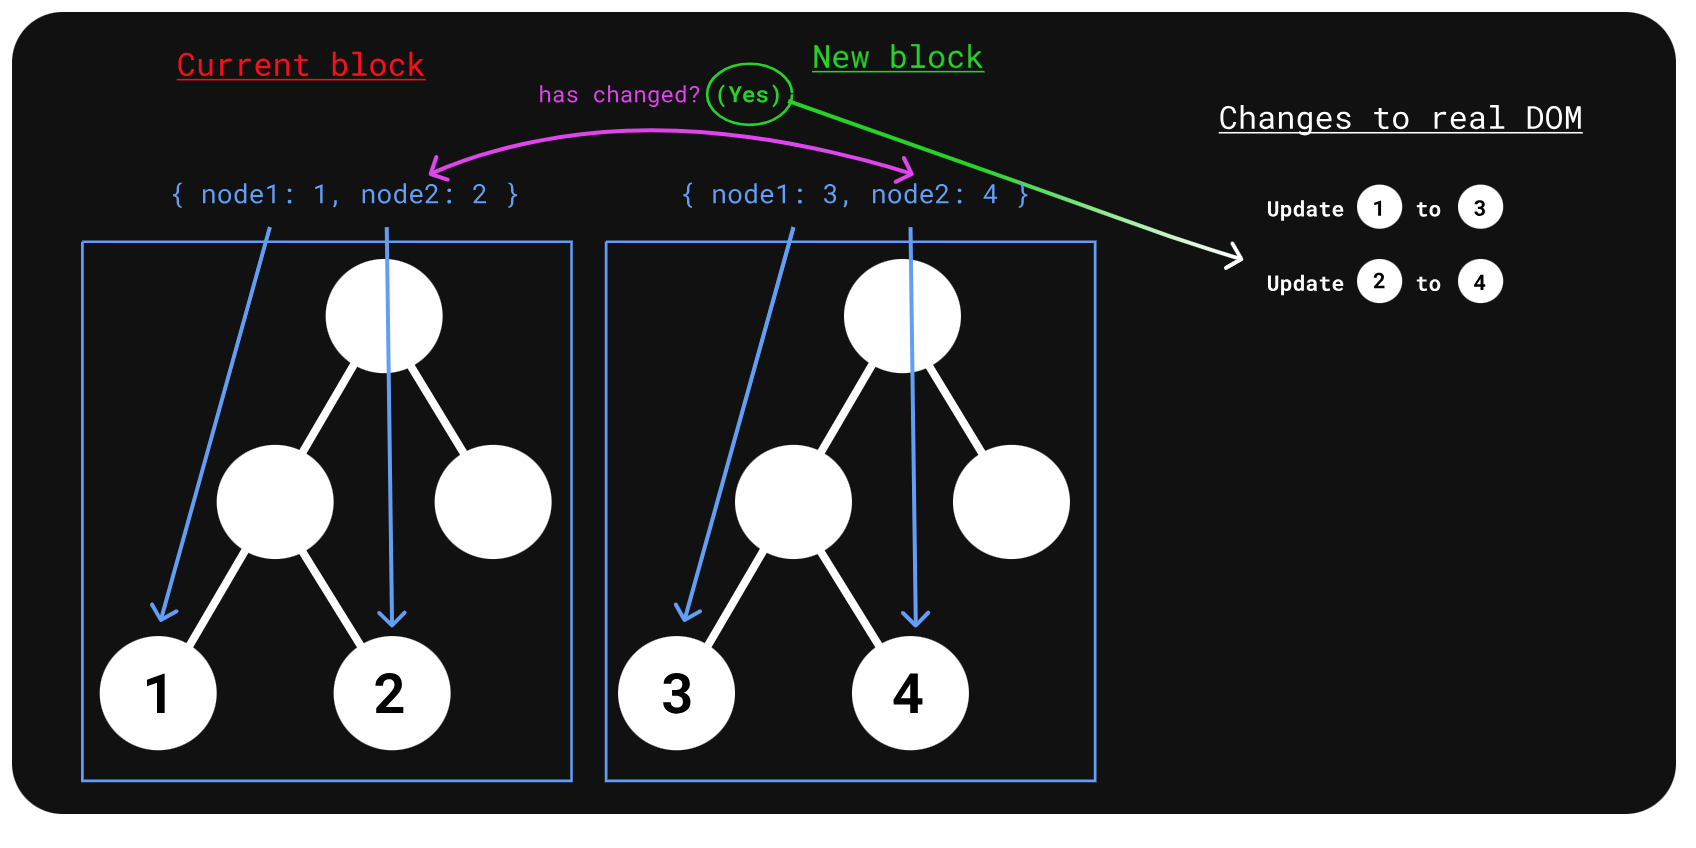 Current block
New block
has changed? (Yes)
Changes to real DOM
{ node1: 1, node2: 2 }
{ node1: 3, node2: 4 }
Update 1 to 3
Update 2 to 4
1
2
3
4